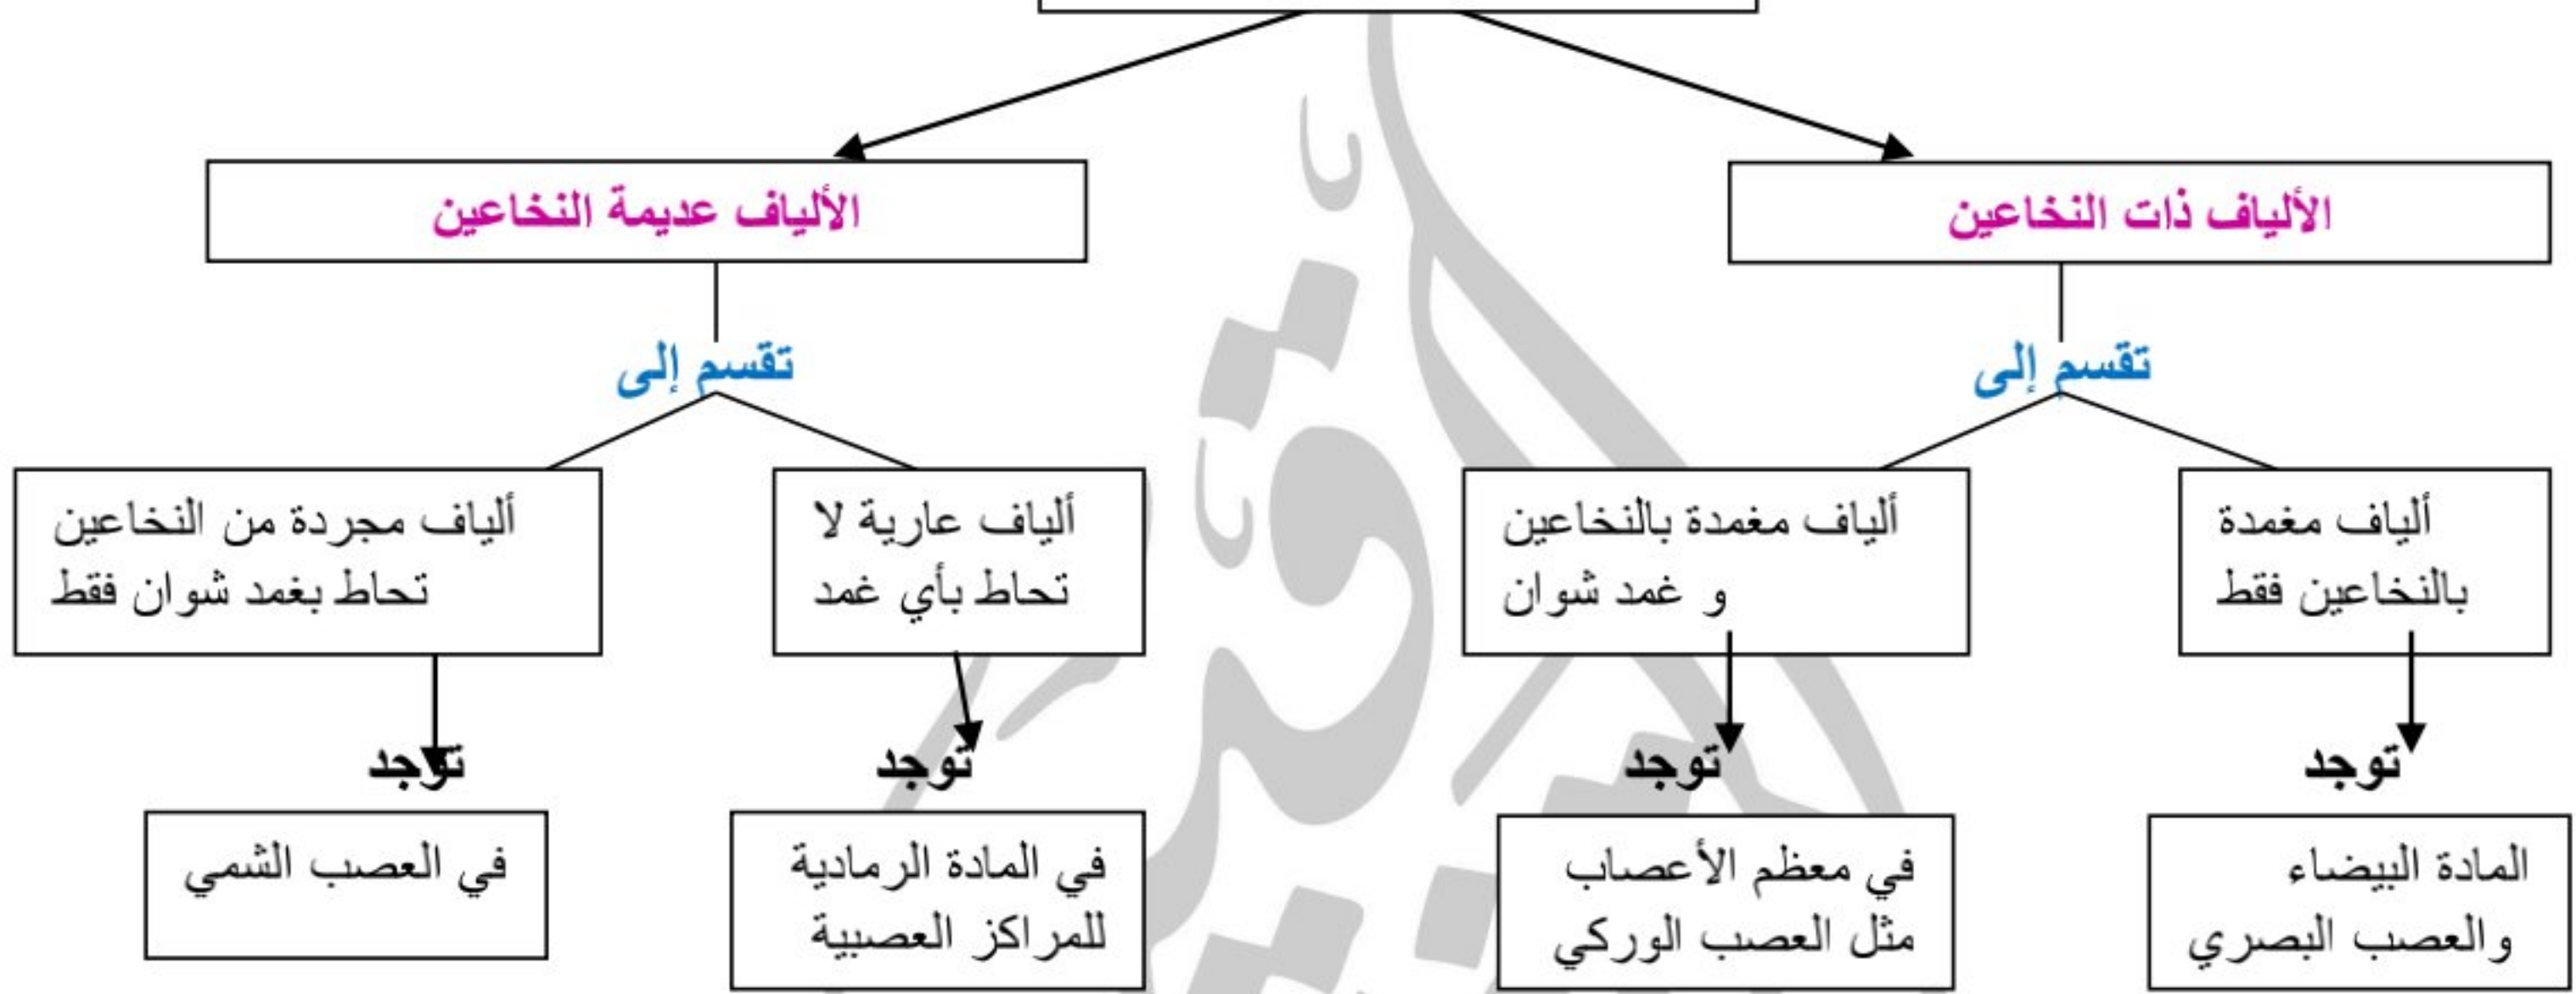 الألياف ذات النخاعين
الألياف عديمة النخاعين
تقسم إلى
تقسم إلى
ألياف مغمدة
بالنخاعين فقط
ألياف مغمدة بالنخاعين
و غمد شوان
ألياف عارية لا
تحاط بأي غمد
ألياف مجردة من النخاعين
تحاط بغمد شوان فقط
توجد
توجد
توجد
توجد
المادة البيضاء
والعصب البصري
في معظم الأعصاب
مثل العصب الوركي
في المادة الرمادية
للمراكز العصبية
في العصب الشمي